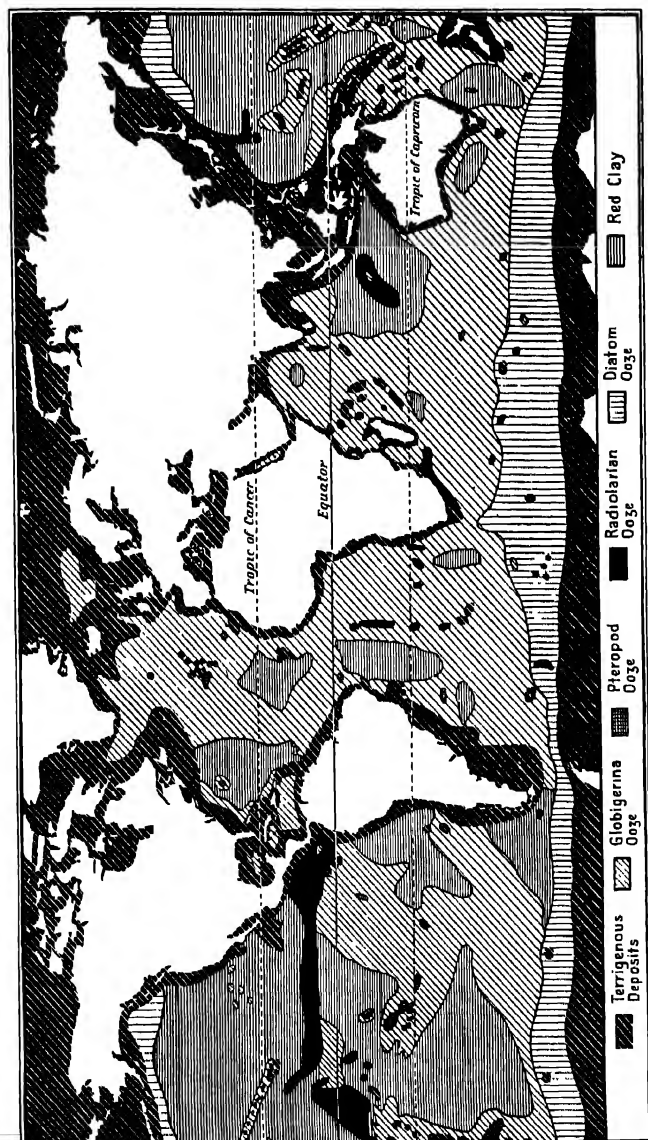 Tropic of Cancer
Equator
Tropic of Capricorn
Terrigenous
Deposits
Globigerina
Ooze
Pteropod
Ooze
Radiolarian
Ooze
Diatom
Ooze
Red Clay